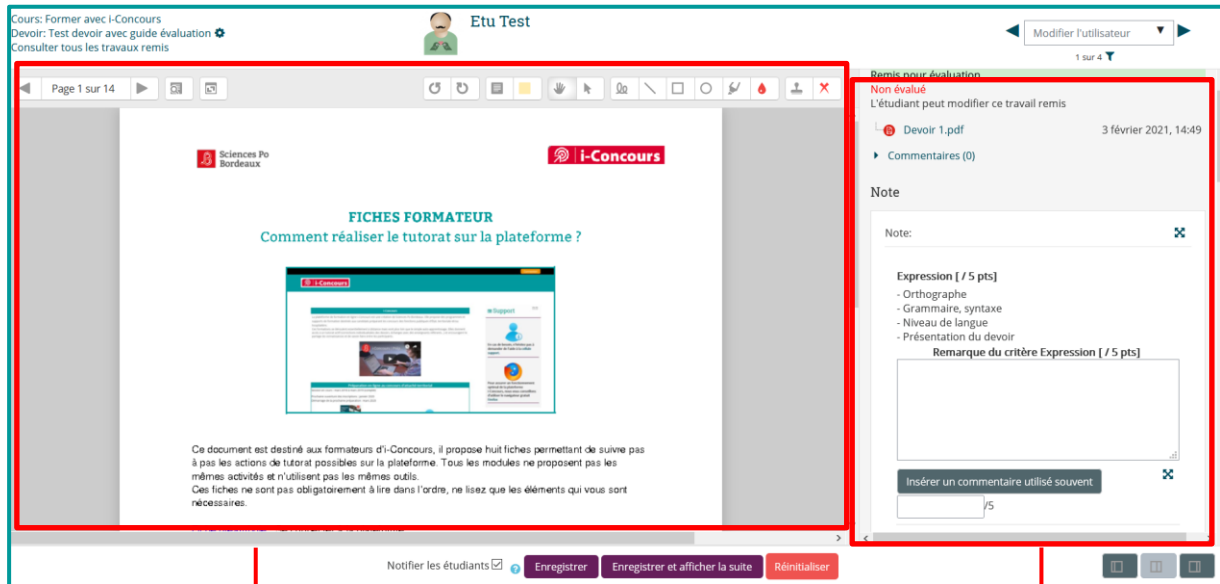 Cours: Former avec i-Concours
Devoir: Test devoir avec guide évaluation
Consulter tous les travaux remis
Etu Test
Modifier l'utilisateur
1 sur 4
Page 1 sur 14
Sciences Po
Bordeaux
i-Concours
FICHES FORMATEUR
Comment réaliser le tutorat sur la plateforme ?
i-Concours
Support
Ce document est destiné aux formateurs d'i-Concours, il propose huit fiches permettant de suivre pas
à pas les actions de tutorat possibles sur la plateforme. Tous les modules ne proposent pas les
mêmes activités et n'utilisent pas les mêmes outils.
Ces fiches ne sont pas obligatoirement à lire dans l'ordre, ne lisez que les éléments qui vous sont
nécessaires.
Remis pour évaluation
Non évalué
L'étudiant peut modifier ce travail remis
Devoir 1.pdf 3 février 2021, 14:49
Commentaires (0)
Note
Note:
Expression [ / 5 pts]
- Orthographe
- Grammaire, syntaxe
- Niveau de langue
- Présentation du devoir
Remarque du critère Expression [ / 5 pts]
Insérer un commentaire utilisé souvent
/5
Notifier les étudiants
Enregistrer
Enregistrer et afficher la suite
Réinitialiser